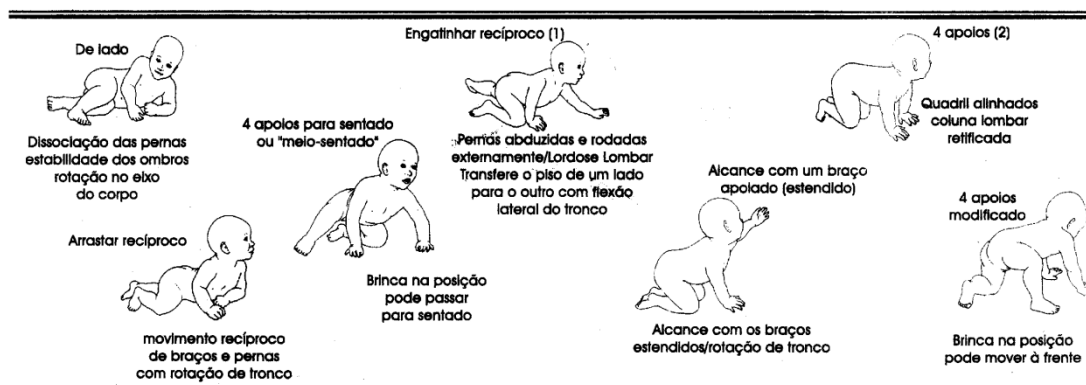 De lado
Dissociação das pernas
estabilidade dos ombros
rotação no eixo
do corpo
Arrastar recíproco
movimento recíproco
de braços e pernas
com rotação de tronco
4 apoios para sentado
ou "meio-sentado"
Brinca na posição
pode passar
para sentado
Engatinhar recíproco (1)
Pernas abduzidas e rodadas
externamente/Lordose Lombar
Transfere o piso de um lado
para o outro com flexão
lateral do tronco
Alcance com um braço
apoiado (estendido)
Alcance com os braços
estendidos/rotação de tronco
4 apoios (2)
Quadril alinhados
coluna lombar
retificada
4 apoios
modificado
Brinca na posição
pode mover à frente